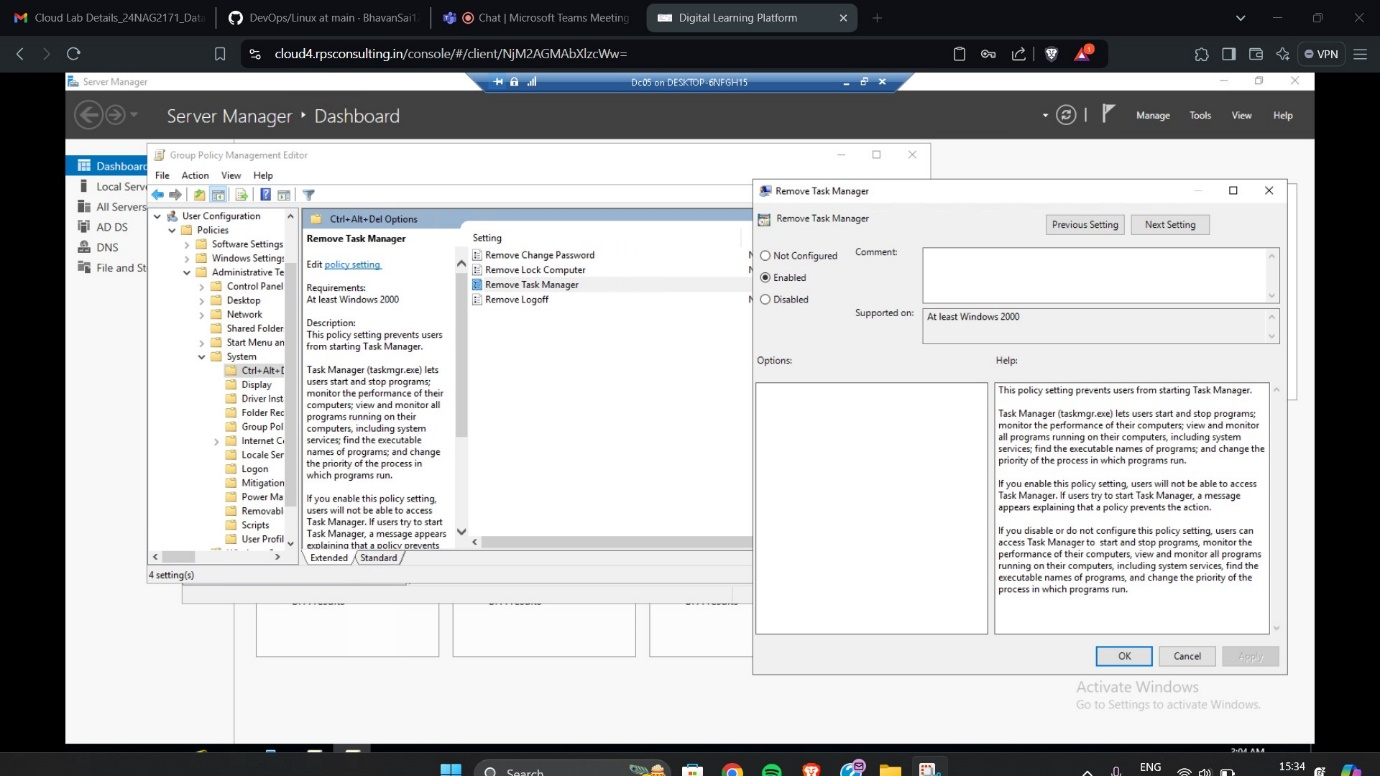 Cloud Lab Details_24NAG2171_Data
DevOps/Linux at main · BhavanSai1
Chat | Microsoft Teams Meeting
Digital Learning Platform
cloud4.rpsconsulting.in/console/#/client/NjM2AGMAbXlzcWw=
VPN
Server Manager
Dc05 on DESKTOP-6NFGH15
Server Manager ‣ Dashboard
Manage Tools View Help
Dashboard
Local Serve
All Servers
AD DS
DNS
File and St
Group Policy Management Editor
File Action View Help
User Configuration
Policies
Software Settings
Windows Settings
Administrative Te
Control Panel
Desktop
Network
Shared Folder
Start Menu an
System
Ctrl+Alt+D
Display
Driver Inst
Folder Rec
Group Pol
Internet Co
Locale Ser
Logon
Mitigation
Power Ma
Removabl
Scripts
User Profil
Ctrl+Alt+Del Options
Remove Task Manager
Edit policy setting
Requirements:
At least Windows 2000
Description:
This policy setting prevents users
from starting Task Manager.
Task Manager (taskmgr.exe) lets
users start and stop programs;
monitor the performance of their
computers; view and monitor all
programs running on their
computers, including system
services; find the executable
names of programs; and change
the priority of the process in
which programs run.
If you enable this policy setting,
users will not be able to access
Task Manager. If users try to start
Task Manager, a message appears
explaining that a policy prevents
Setting
Remove Change Password
Remove Lock Computer
Remove Task Manager
Remove Logoff
Extended Standard
4 setting(s)
Remove Task Manager
Remove Task Manager
Previous Setting Next Setting
Not Configured
Enabled
Disabled
Comment:
Supported on:
At least Windows 2000
Options:
Help:
This policy setting prevents users from starting Task Manager.
Task Manager (taskmgr.exe) lets users start and stop programs;
monitor the performance of their computers; view and monitor
all programs running on their computers, including system
services; find the executable names of programs; and change the
priority of the process in which programs run.
If you enable this policy setting, users will not be able to access
Task Manager. If users try to start Task Manager, a message
appears explaining that a policy prevents the action.
If you disable or do not configure this policy setting, users can
access Task Manager to start and stop programs, monitor the
performance of their computers, view and monitor all programs
running on their computers, including system services, find the
executable names of programs, and change the priority of the
process in which programs run.
OK Cancel Apply
Activate Windows
Go to Settings to activate Windows.
Search
ENG
15:34